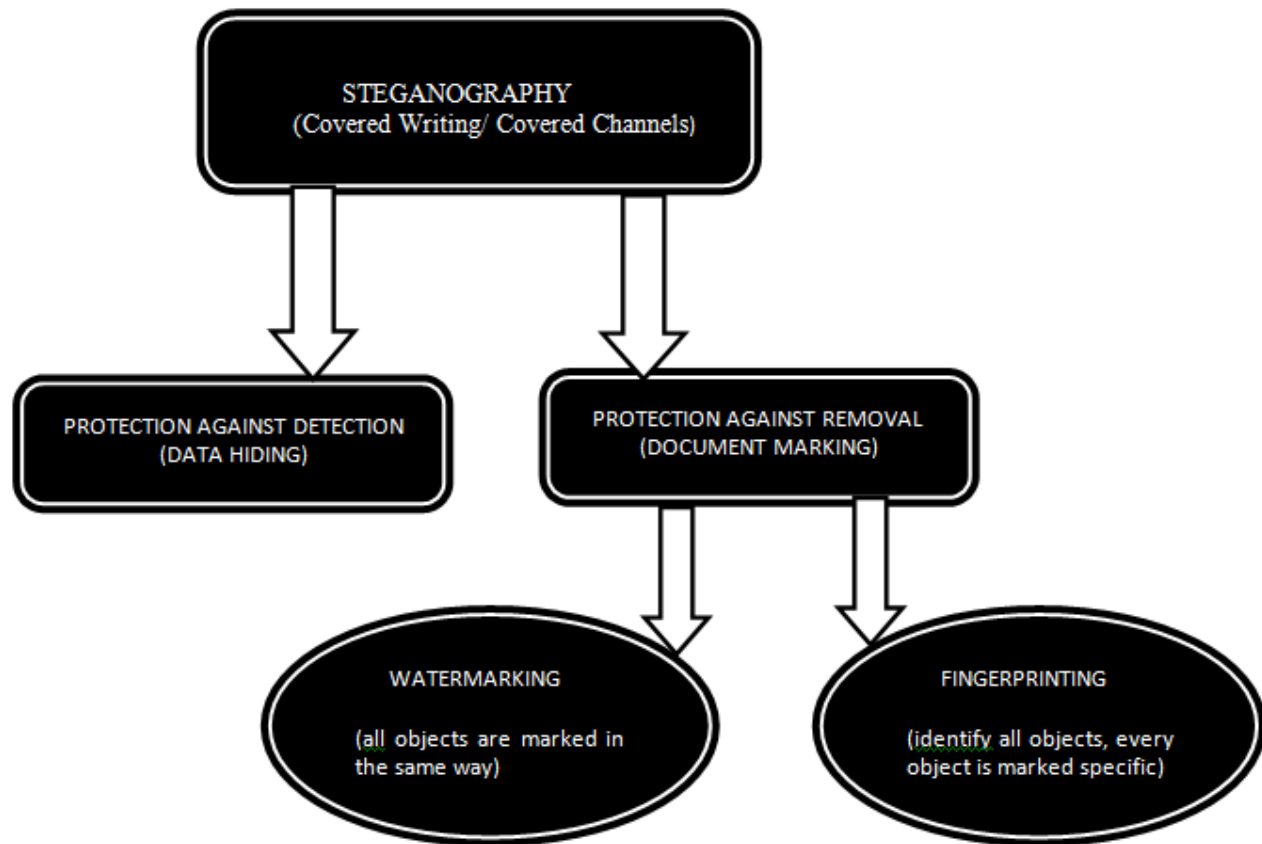 STEGANOGRAPHY
(Covered Writing/ Covered Channels)
PROTECTION AGAINST DETECTION
(DATA HIDING)
PROTECTION AGAINST REMOVAL
(DOCUMENT MARKING)
WATERMARKING
(all objects are marked in
the same way)
FINGERPRINTING
(identify all objects, every
object is marked specific)